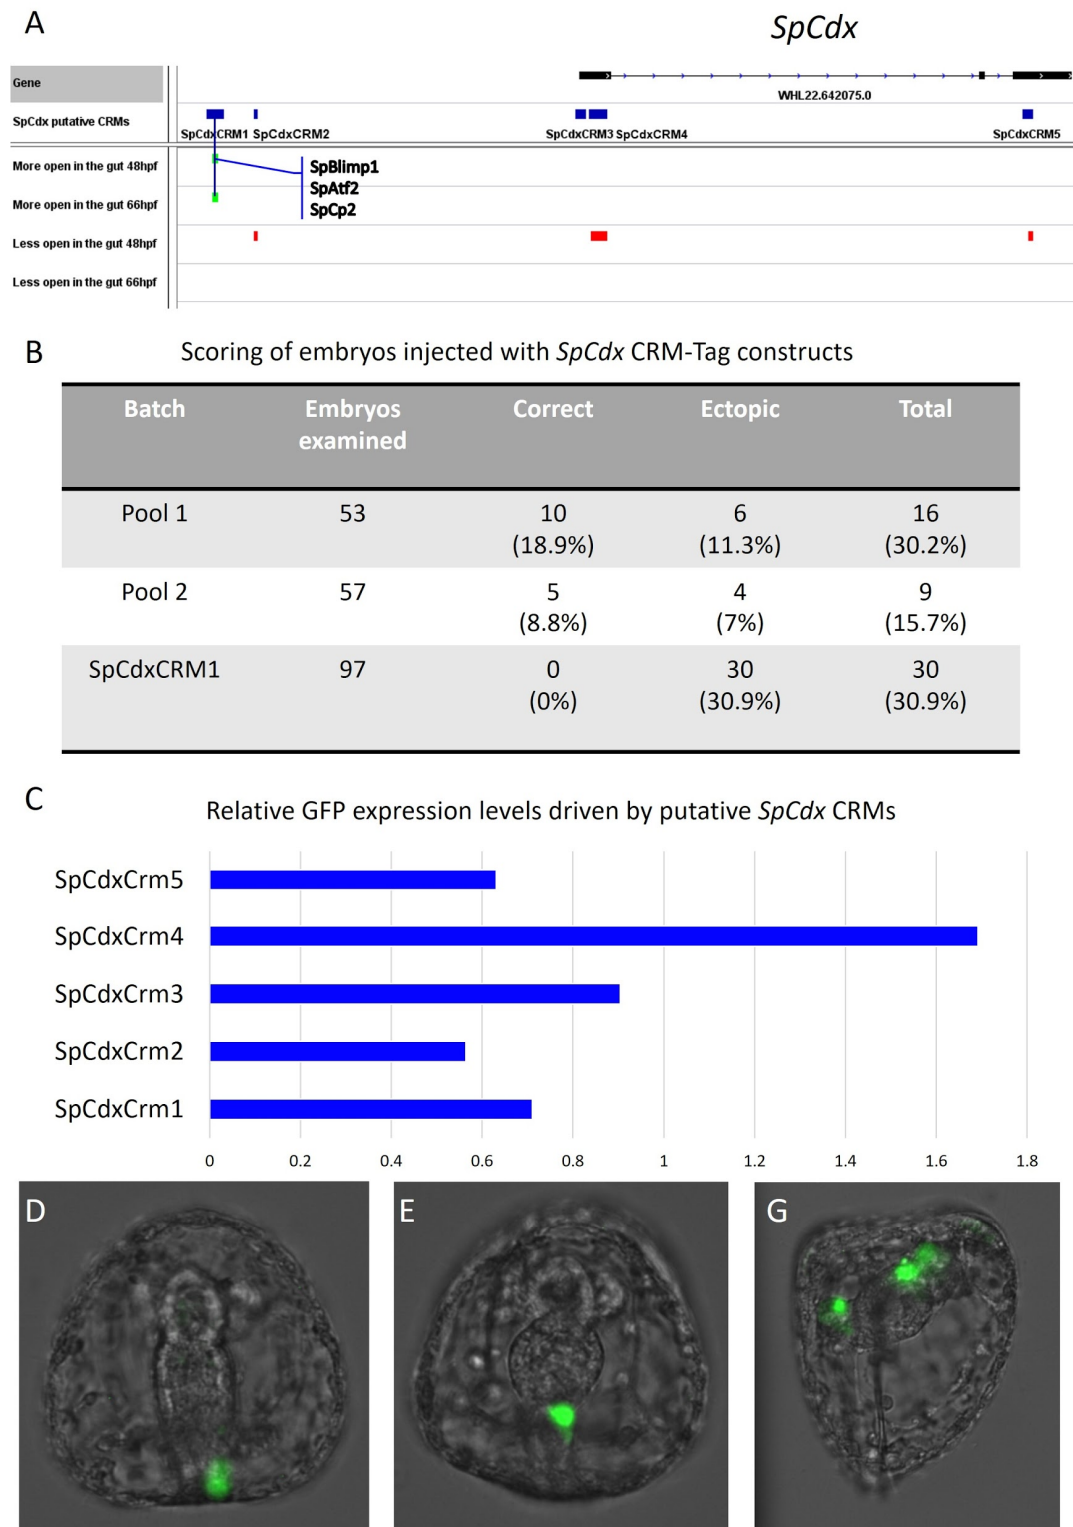 A
SpCdx
Gene
WHL22.642075.0
SpCdx putative CRMs
SpCdxCRM1 SpCdxCRM2 SpCdxCRM3 SpCdxCRM4 SpCdxCRM5
More open in the gut 48hpf
SpBlimp1
SpAtf2
More open in the gut 66hpf
SpCp2
Less open in the gut 48hpf
Less open in the gut 66hpf
B
Scoring of embryos injected with SpCdx CRM-Tag constructs
Batch Embryos Correct Ectopic Total
examined
Pool 1 53 10 6 16
(18.9%) (11.3%) (30.2%)
Pool 2 57 5 4 9
(8.8%) (7%) (15.7%)
SpCdxCRM1 97 0 30 30
(0%) (30.9%) (30.9%)
C
Relative GFP expression levels driven by putative SpCdx CRMs
SpCdxCrm5
SpCdxCrm4
SpCdxCrm3
SpCdxCrm2
SpCdxCrm1
0 0.2 0.4 0.6 0.8 1 1.2 1.4 1.6 1.8
D E G